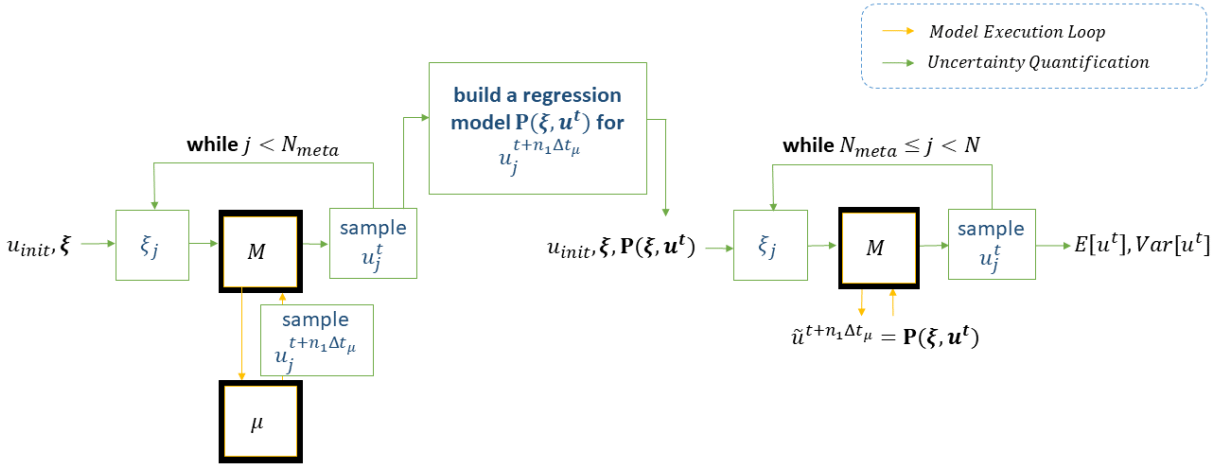 Model Execution Loop
Uncertainty Quantification
while j < N_meta
u_init, ξ
ξ_j
M
sample
u_j^t
sample
u_j^{t+n_1Δt_μ}
μ
build a regression
model P(ξ, u^t) for
u_j^{t+n_1Δt_μ}
while N_meta ≤ j < N
u_init, ξ, P(ξ, u^t)
ξ_j
M
sample
u_j^t
E[u^t], Var[u^t]
ũ^{t+n_1Δt_μ} = P(ξ, u^t)